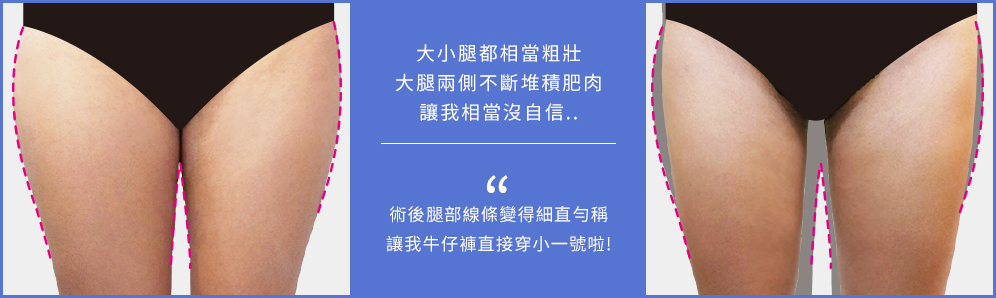 大小腿都相當粗壯
大腿兩側不斷堆積肥肉
讓我相當沒自信..
“
術後腿部線條變得細直勻稱
讓我牛仔褲直接穿小一號啦!